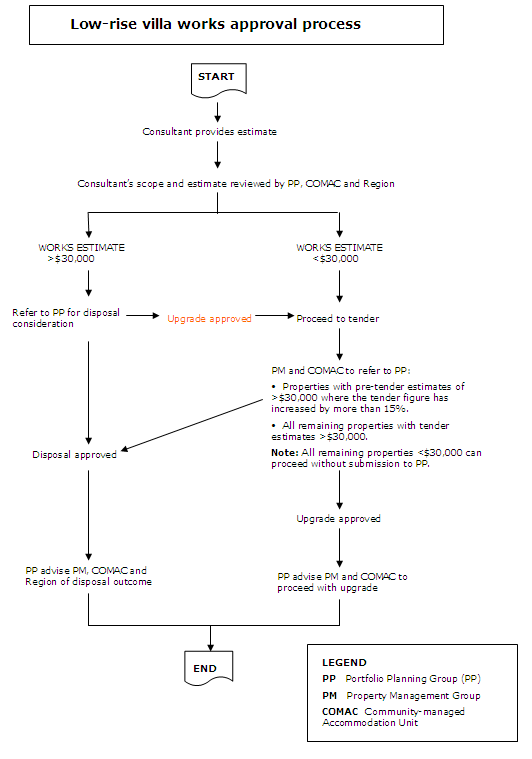 Low-rise villa works approval process
START
Consultant provides estimate
Consultant's scope and estimate reviewed by PP, COMAC and Region
WORKS ESTIMATE
>$30,000
WORKS ESTIMATE
<$30,000
Refer to PP for disposal
consideration
Upgrade approved
Proceed to tender
PM and COMAC to refer to PP:
• Properties with pre-tender estimates of
>$30,000 where the tender figure has
increased by more than 15%.
• All remaining properties with tender
estimates >$30,000.
Note: All remaining properties <$30,000 can
proceed without submission to PP.
Disposal approved
Upgrade approved
PP advise PM, COMAC and
Region of disposal outcome
PP advise PM and COMAC to
proceed with upgrade
END
LEGEND
PP Portfolio Planning Group (PP)
PM Property Management Group
COMAC Community-managed
Accommodation Unit